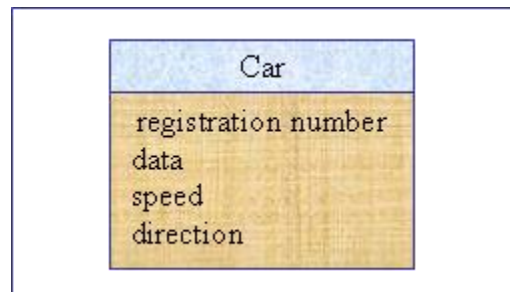 Car
registration number
data
speed
direction